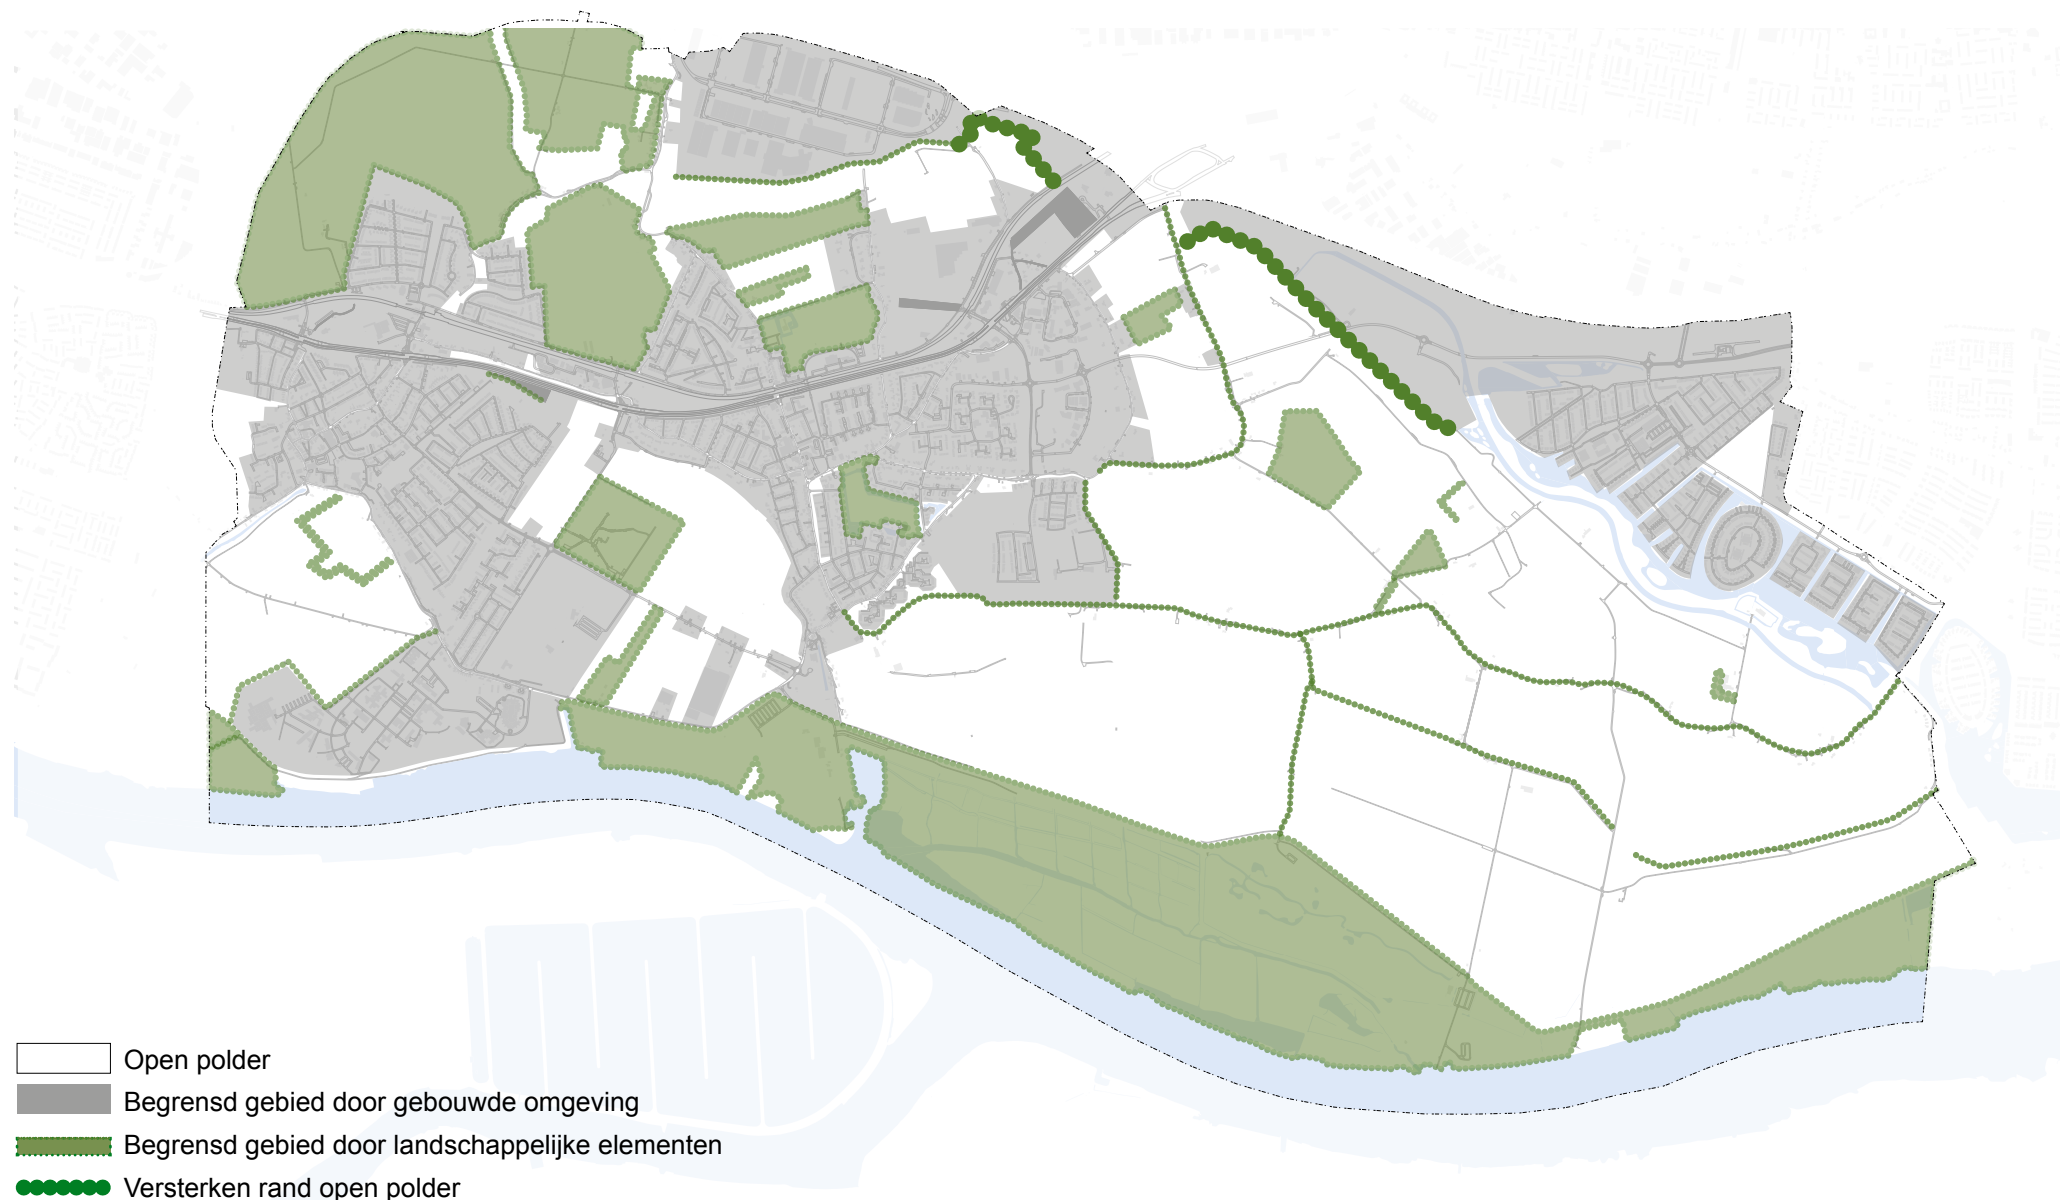 Open polder
Begrensd gebied door gebouwde omgeving
Begrensd gebied door landschappelijke elementen
Versterken rand open polder